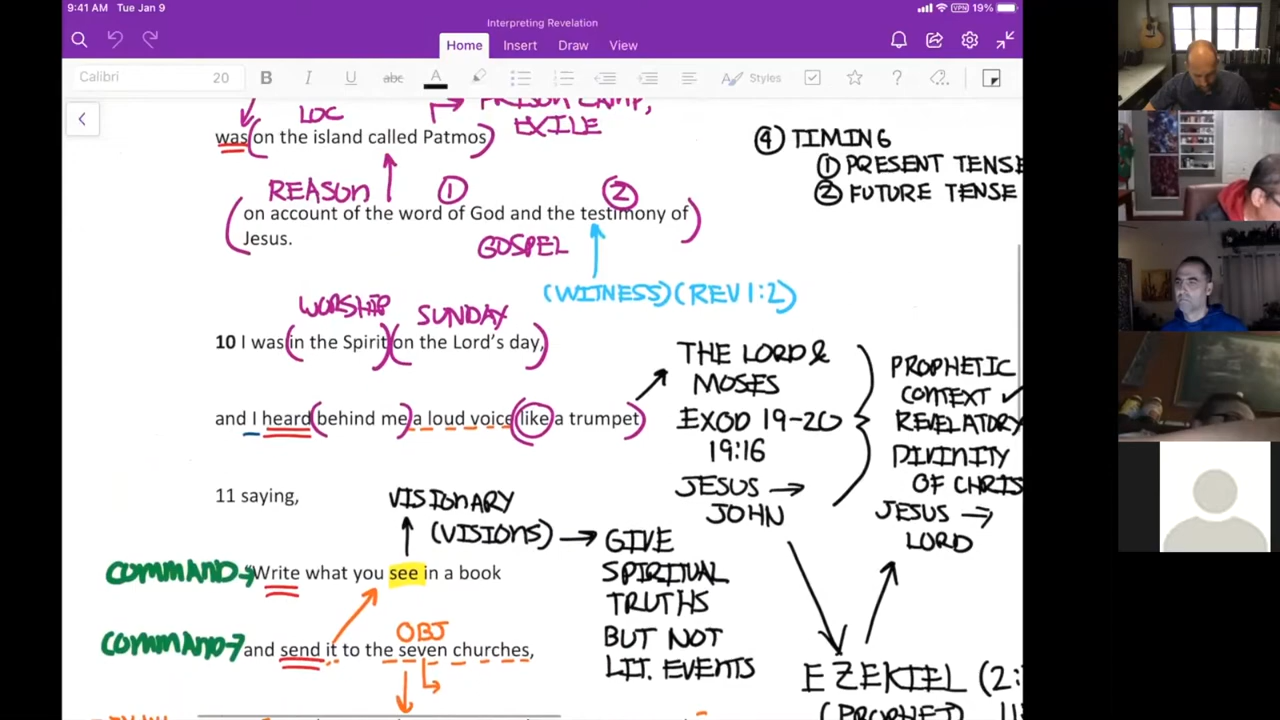 9:41 AM Tue Jan 9
VPN 19%
Interpreting Revelation
Home Insert Draw View
Calibri 20 B I U abc A Styles
LOC
PRISON CAMP,
EXILE
was (on the island called Patmos)
REASON ① ②
(on account of the word of God and the testimony of)
Jesus.
GOSPEL
(WITNESS) (REV 1:2)
④ TIMING
① PRESENT TENSE
② FUTURE TENSE
WORSHIP SUNDAY
10 I was (in the Spirit) (on the Lord's day,)
and I heard (behind me) a loud voice (like a trumpet)
THE LORD &
MOSES
EXOD 19-20
19:16
JESUS →
JOHN
PROPHETIC
CONTEXT ✓
REVELATORY
DIVINITY
OF CHRIS
JESUS →
LORD
11 saying,
VISIONARY
(VISIONS) → GIVE
SPIRITUAL
TRUTHS
BUT NOT
LIT. EVENTS
COMMAND → "Write what you see in a book
OBJ
COMMAND → and send it to the seven churches,
EZEKIEL (2:
(PROPHET)